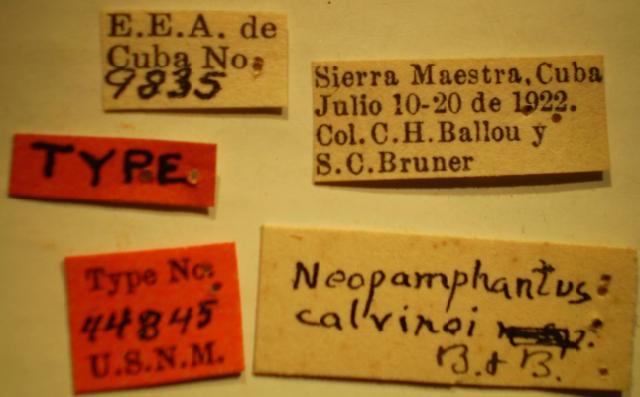 E.E.A. de
Cuba No.
9835
Sierra Maestra, Cuba
Julio 10-20 de 1922.
Col. C.H. Ballou y
S.C. Bruner
TYPE
Type No.
44845
U.S.N.M.
Neopamphantus
calvinoi
B. & B.